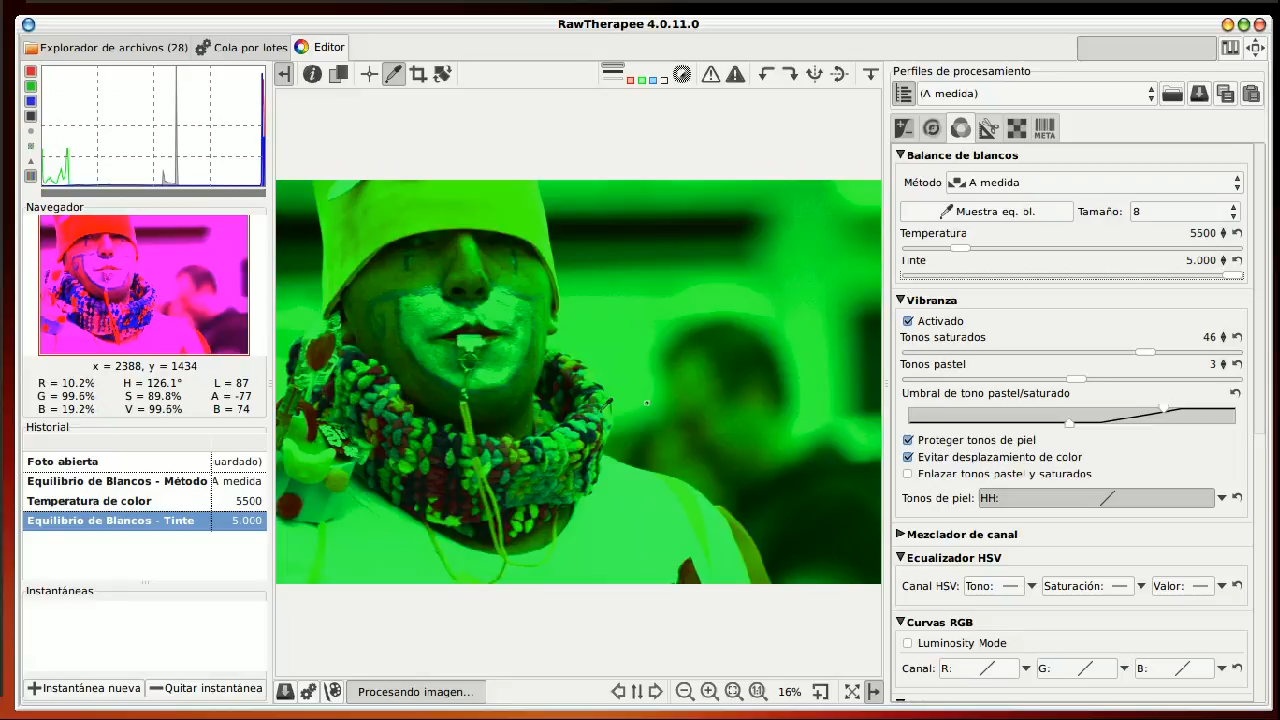 RawTherapee 4.0.11.0
Explorador de archivos (28)
Cola por lotes
Editor
Perfiles de procesamiento
(A medica)
META
Balance de blancos
Método
A medida
Muestra eq. bl.
Tamaño:
8
Temperatura
5500
Tinte
5.000
Vibranza
Activado
Tonos saturados
46
Tonos pastel
3
Umbral de tono pastel/saturado
Proteger tonos de piel
Evitar desplazamiento de color
Enlazar tonos pastel y saturados
Tonos de piel:
HH:
Mezclador de canal
Ecualizador HSV
Canal HSV:
Tono:
Saturación:
Valor:
Curvas RGB
Luminosity Mode
Canal:
R:
G:
B:
Navegador
x = 2388, y = 1434
R = 10.2% H = 126.1° L = 87
G = 99.6% S = 89.8% A = -77
B = 19.2% V = 99.6% B = 74
Historial
Foto abierta uardado)
Equilibrio de Blancos - Método A medica
Temperatura de color 5500
Equilibrio de Blancos - Tinte 5.000
Instantáneas
Instantánea nueva
Quitar instantánea
Procesando imagen...
16%